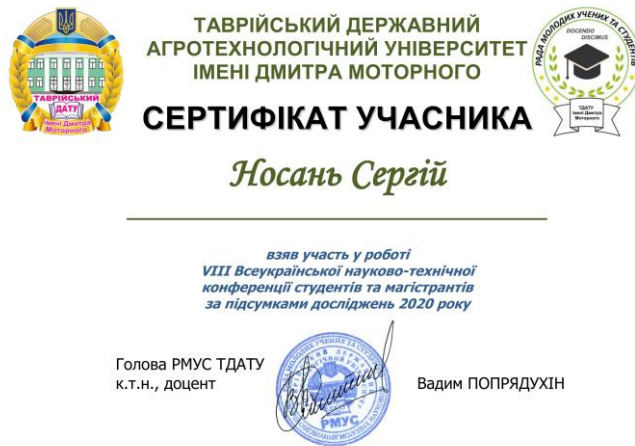 ТАВРІЙСЬКИЙ ДЕРЖАВНИЙ
АГРОТЕХНОЛОГІЧНИЙ УНІВЕРСИТЕТ
ІМЕНІ ДМИТРА МОТОРНОГО
ТАВРІЙСЬКИЙ
ДАТУ
імені Дмитра
Моторного
РАДА МОЛОДИХ УЧЕНИХ ТА СТУДЕНТІВ
DOCENDO
DISCIMUS
ТДАТУ
імені Дмитра
Моторного
СЕРТИФІКАТ УЧАСНИКА
Носань Сергій
взяв участь у роботі
VIII Всеукраїнської науково-технічної
конференції студентів та магістрантів
за підсумками досліджень 2020 року
Голова РМУС ТДАТУ
к.т.н., доцент
РМУС
Вадим ПОПРЯДУХІН